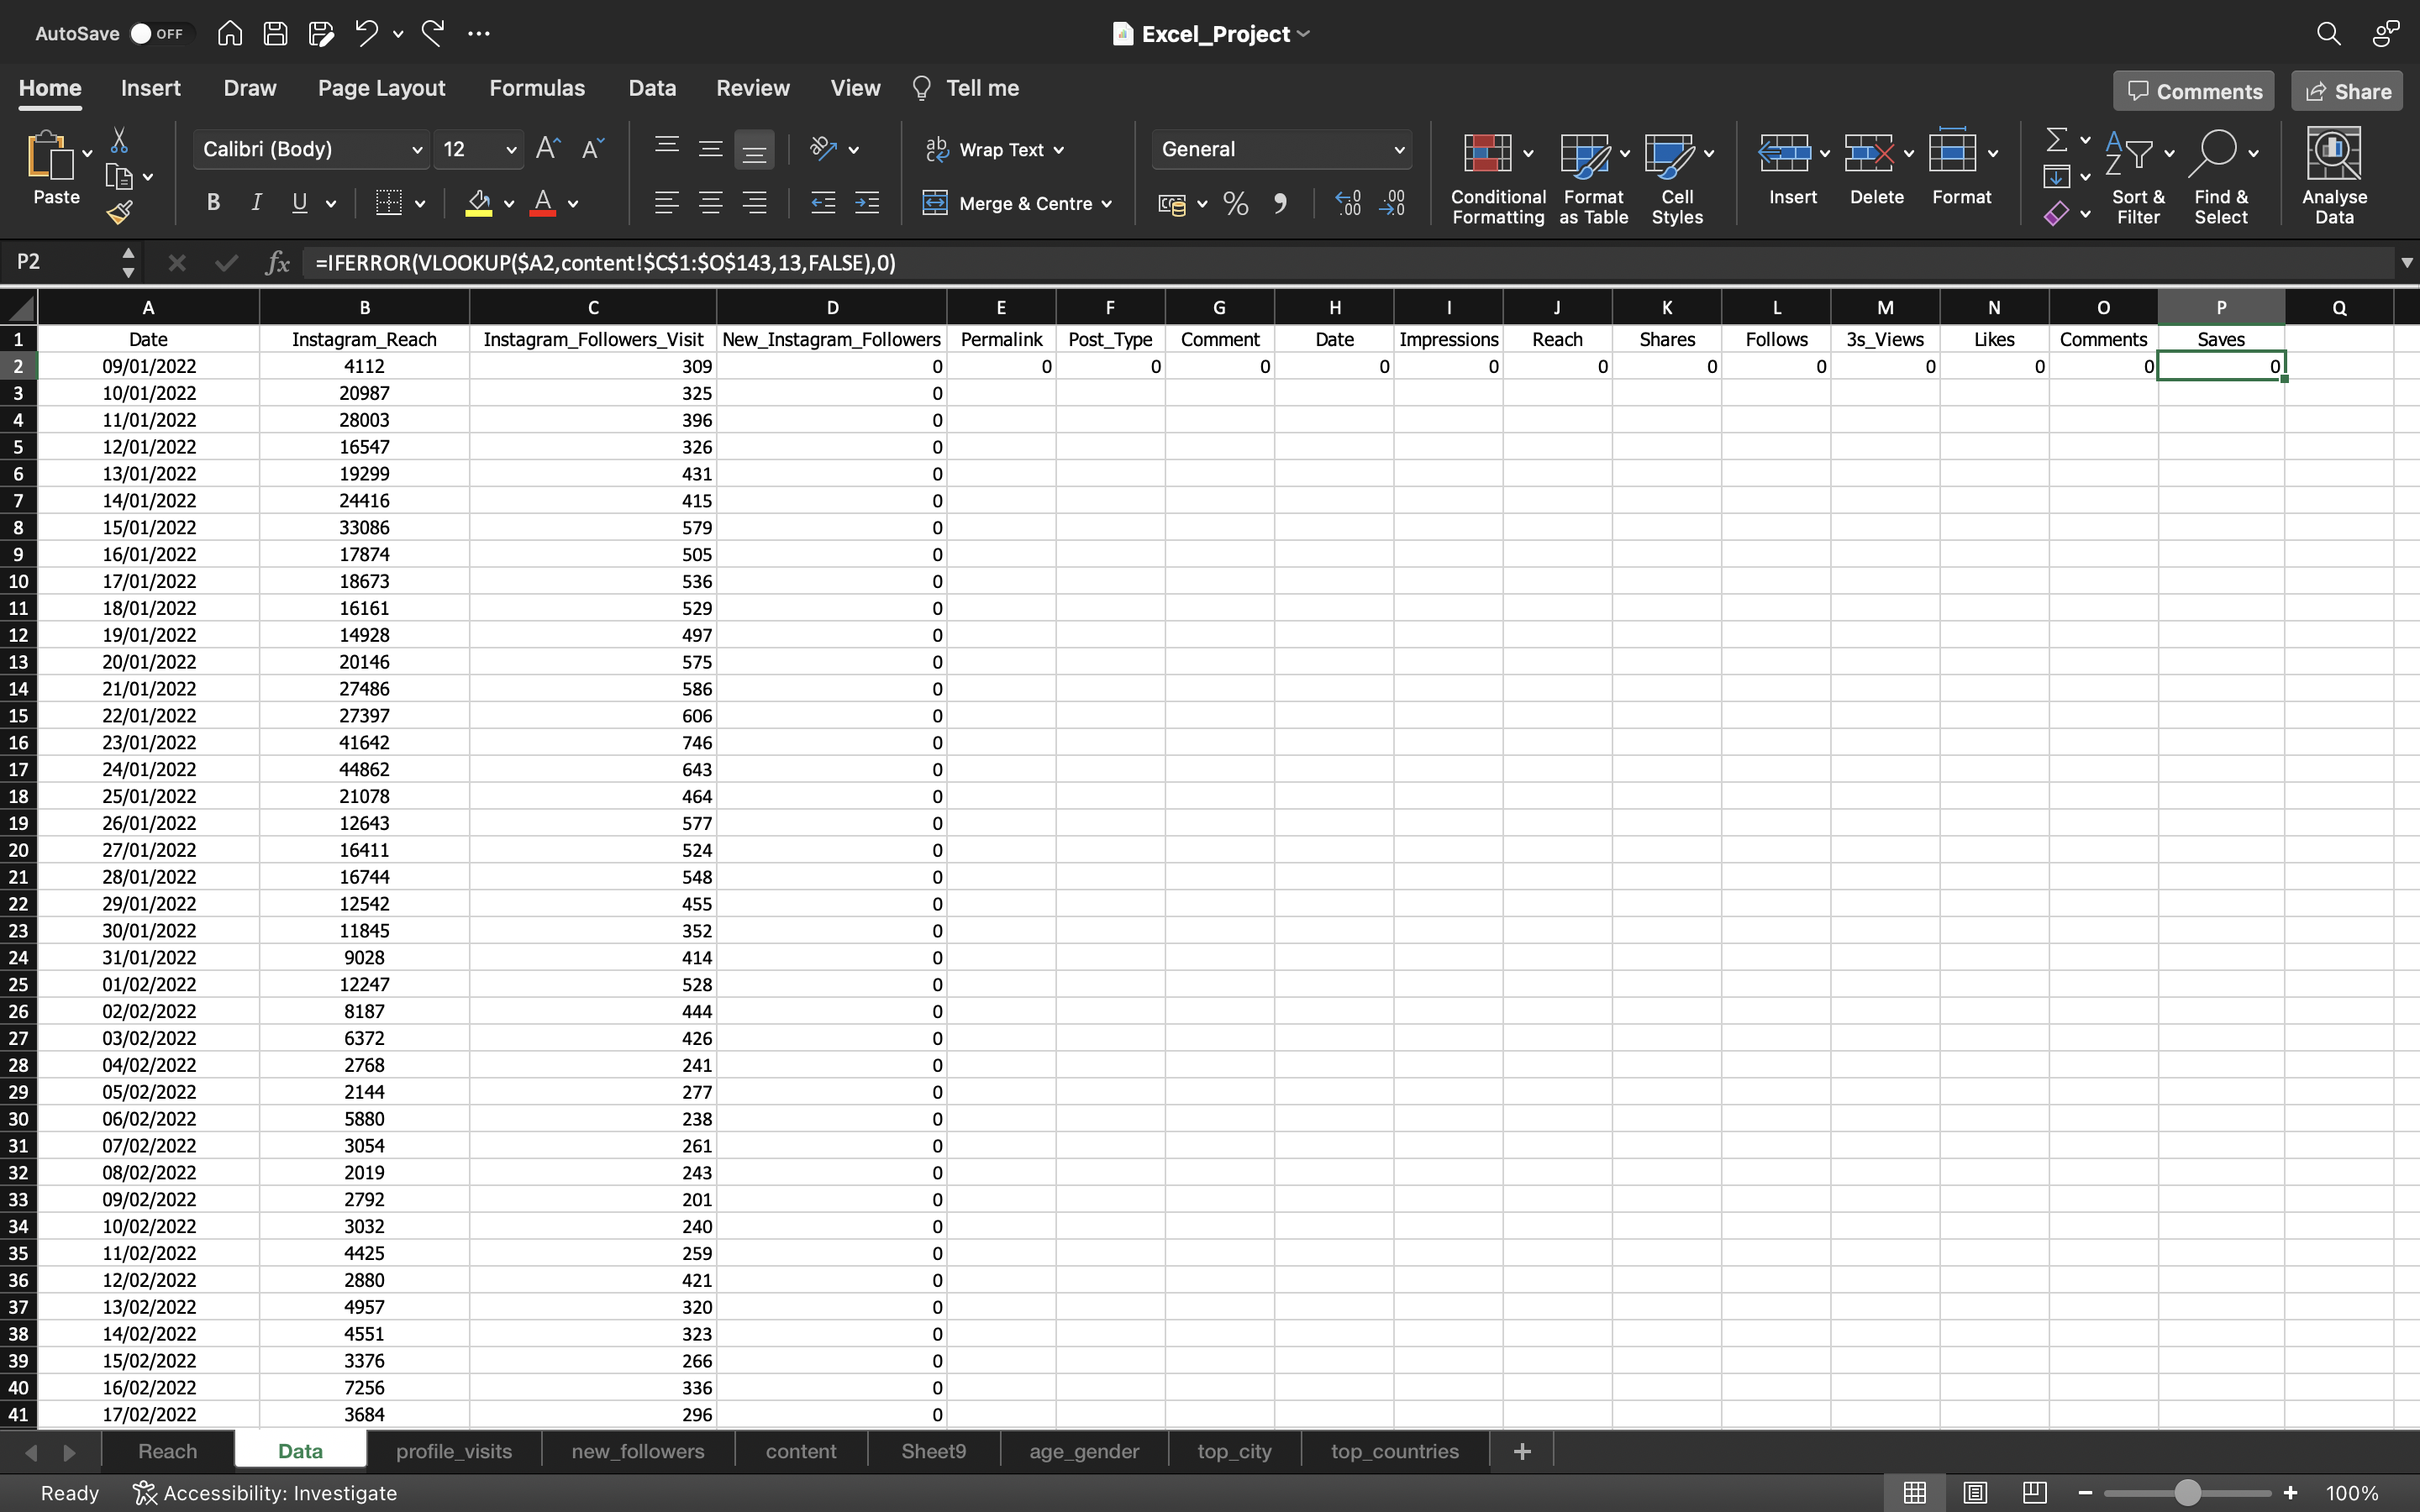 AutoSave OFF Excel_Project
Home Insert Draw Page Layout Formulas Data Review View Tell me Comments Share
Calibri (Body) 12 Wrap Text General
Paste B I U Merge & Centre % Conditional Formatting Format as Table Cell Styles Insert Delete Format Sort & Filter Find & Select Analyse Data
P2 fx =IFERROR(VLOOKUP($A2,content!$C$1:$O$143,13,FALSE),0)
A B C D E F G H I J K L M N O P Q
1 Date Instagram_Reach Instagram_Followers_Visit New_Instagram_Followers Permalink Post_Type Comment Date Impressions Reach Shares Follows 3s_Views Likes Comments Saves
2 09/01/2022 4112 309 0 0 0 0 0 0 0 0 0 0 0 0 0
3 10/01/2022 20987 325 0
4 11/01/2022 28003 396 0
5 12/01/2022 16547 326 0
6 13/01/2022 19299 431 0
7 14/01/2022 24416 415 0
8 15/01/2022 33086 579 0
9 16/01/2022 17874 505 0
10 17/01/2022 18673 536 0
11 18/01/2022 16161 529 0
12 19/01/2022 14928 497 0
13 20/01/2022 20146 575 0
14 21/01/2022 27486 586 0
15 22/01/2022 27397 606 0
16 23/01/2022 41642 746 0
17 24/01/2022 44862 643 0
18 25/01/2022 21078 464 0
19 26/01/2022 12643 577 0
20 27/01/2022 16411 524 0
21 28/01/2022 16744 548 0
22 29/01/2022 12542 455 0
23 30/01/2022 11845 352 0
24 31/01/2022 9028 414 0
25 01/02/2022 12247 528 0
26 02/02/2022 8187 444 0
27 03/02/2022 6372 426 0
28 04/02/2022 2768 241 0
29 05/02/2022 2144 277 0
30 06/02/2022 5880 238 0
31 07/02/2022 3054 261 0
32 08/02/2022 2019 243 0
33 09/02/2022 2792 201 0
34 10/02/2022 3032 240 0
35 11/02/2022 4425 259 0
36 12/02/2022 2880 421 0
37 13/02/2022 4957 320 0
38 14/02/2022 4551 323 0
39 15/02/2022 3376 266 0
40 16/02/2022 7256 336 0
41 17/02/2022 3684 296 0
Reach Data profile_visits new_followers content Sheet9 age_gender top_city top_countries +
Ready Accessibility: Investigate 100%